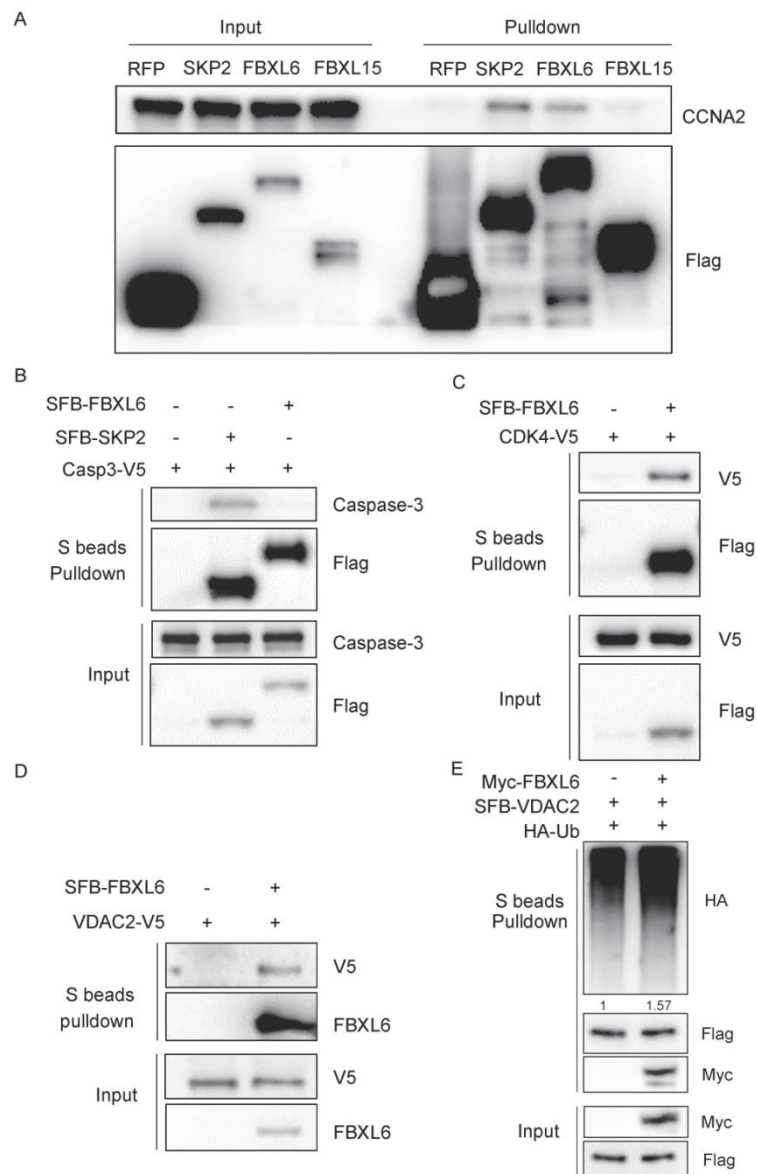 A
Input Pulldown
RFP SKP2 FBXL6 FBXL15 RFP SKP2 FBXL6 FBXL15
CCNA2
Flag
B
SFB-FBXL6 - - +
SFB-SKP2 - + -
Casp3-V5 + + +
S beads
Pulldown
Caspase-3
Flag
Input
Caspase-3
Flag
C
SFB-FBXL6 - +
CDK4-V5 + +
S beads
Pulldown
V5
Flag
Input
V5
Flag
D
SFB-FBXL6 - +
VDAC2-V5 + +
S beads
pulldown
V5
FBXL6
Input
V5
FBXL6
E
Myc-FBXL6 - +
SFB-VDAC2 + +
HA-Ub + +
S beads
Pulldown
HA
1 1.57
Flag
Myc
Input
Myc
Flag